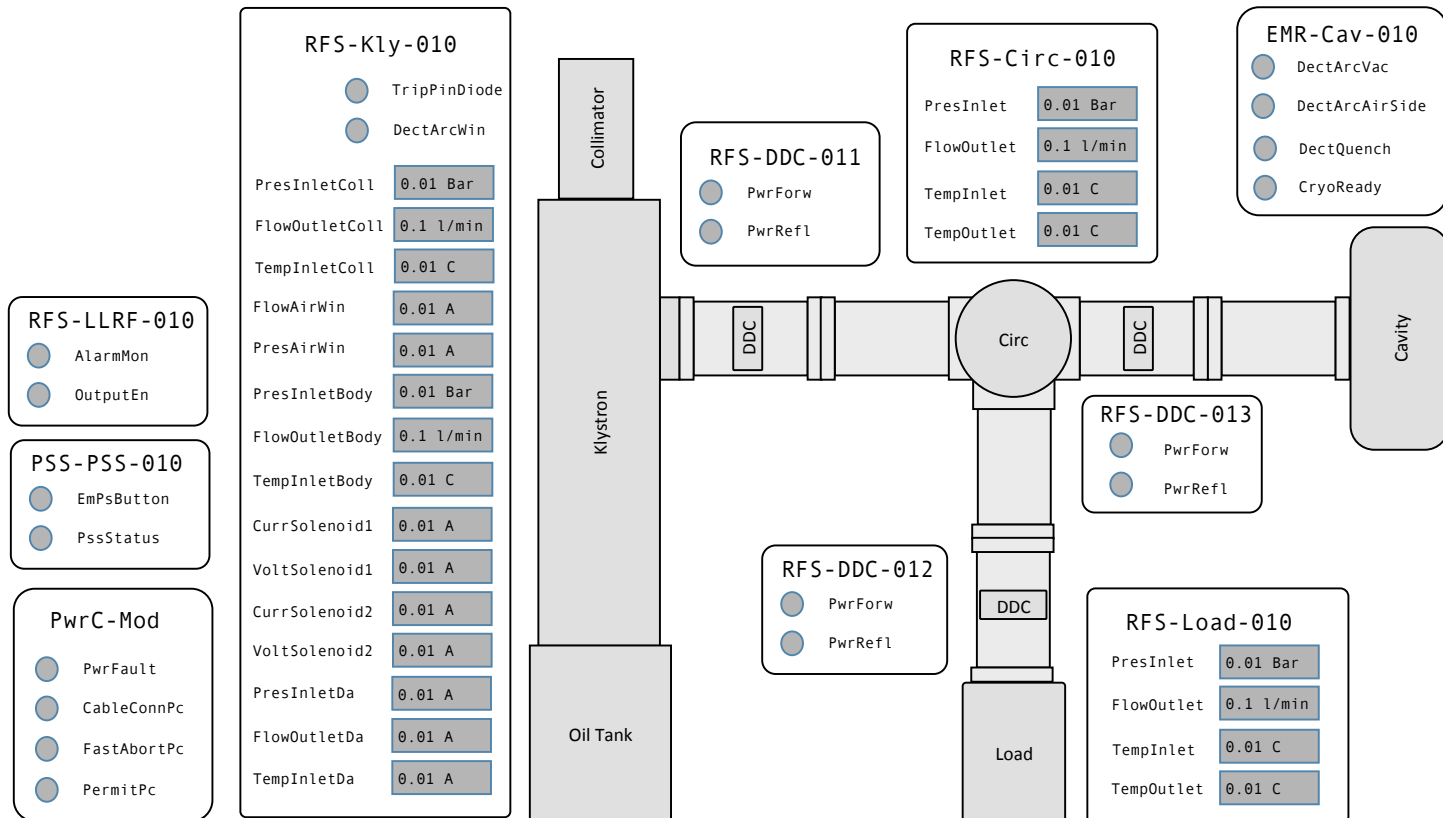 RFS-Kly-010
TripPinDiode
DectArcWin
PresInletColl 0.01 Bar
FlowOutletColl 0.1 l/min
TempInletColl 0.01 C
FlowAirWin 0.01 A
PresAirWin 0.01 A
PresInletBody 0.01 Bar
FlowOutletBody 0.1 l/min
TempInletBody 0.01 C
CurrSolenoid1 0.01 A
VoltSolenoid1 0.01 A
CurrSolenoid2 0.01 A
VoltSolenoid2 0.01 A
PresInletDa 0.01 A
FlowOutletDa 0.01 A
TempInletDa 0.01 A
RFS-LLRF-010
AlarmMon
OutputEn
PSS-PSS-010
EmPsButton
PssStatus
PwrC-Mod
PwrFault
CableConnPc
FastAbortPc
PermitPc
Collimator
Klystron
Oil Tank
RFS-DDC-011
PwrForw
PwrRefl
DDC
RFS-Circ-010
PresInlet 0.01 Bar
FlowOutlet 0.1 l/min
TempInlet 0.01 C
TempOutlet 0.01 C
Circ
DDC
EMR-Cav-010
DectArcVac
DectArcAirSide
DectQuench
CryoReady
Cavity
RFS-DDC-013
PwrForw
PwrRefl
RFS-DDC-012
PwrForw
PwrRefl
DDC
Load
RFS-Load-010
PresInlet 0.01 Bar
FlowOutlet 0.1 l/min
TempInlet 0.01 C
TempOutlet 0.01 C